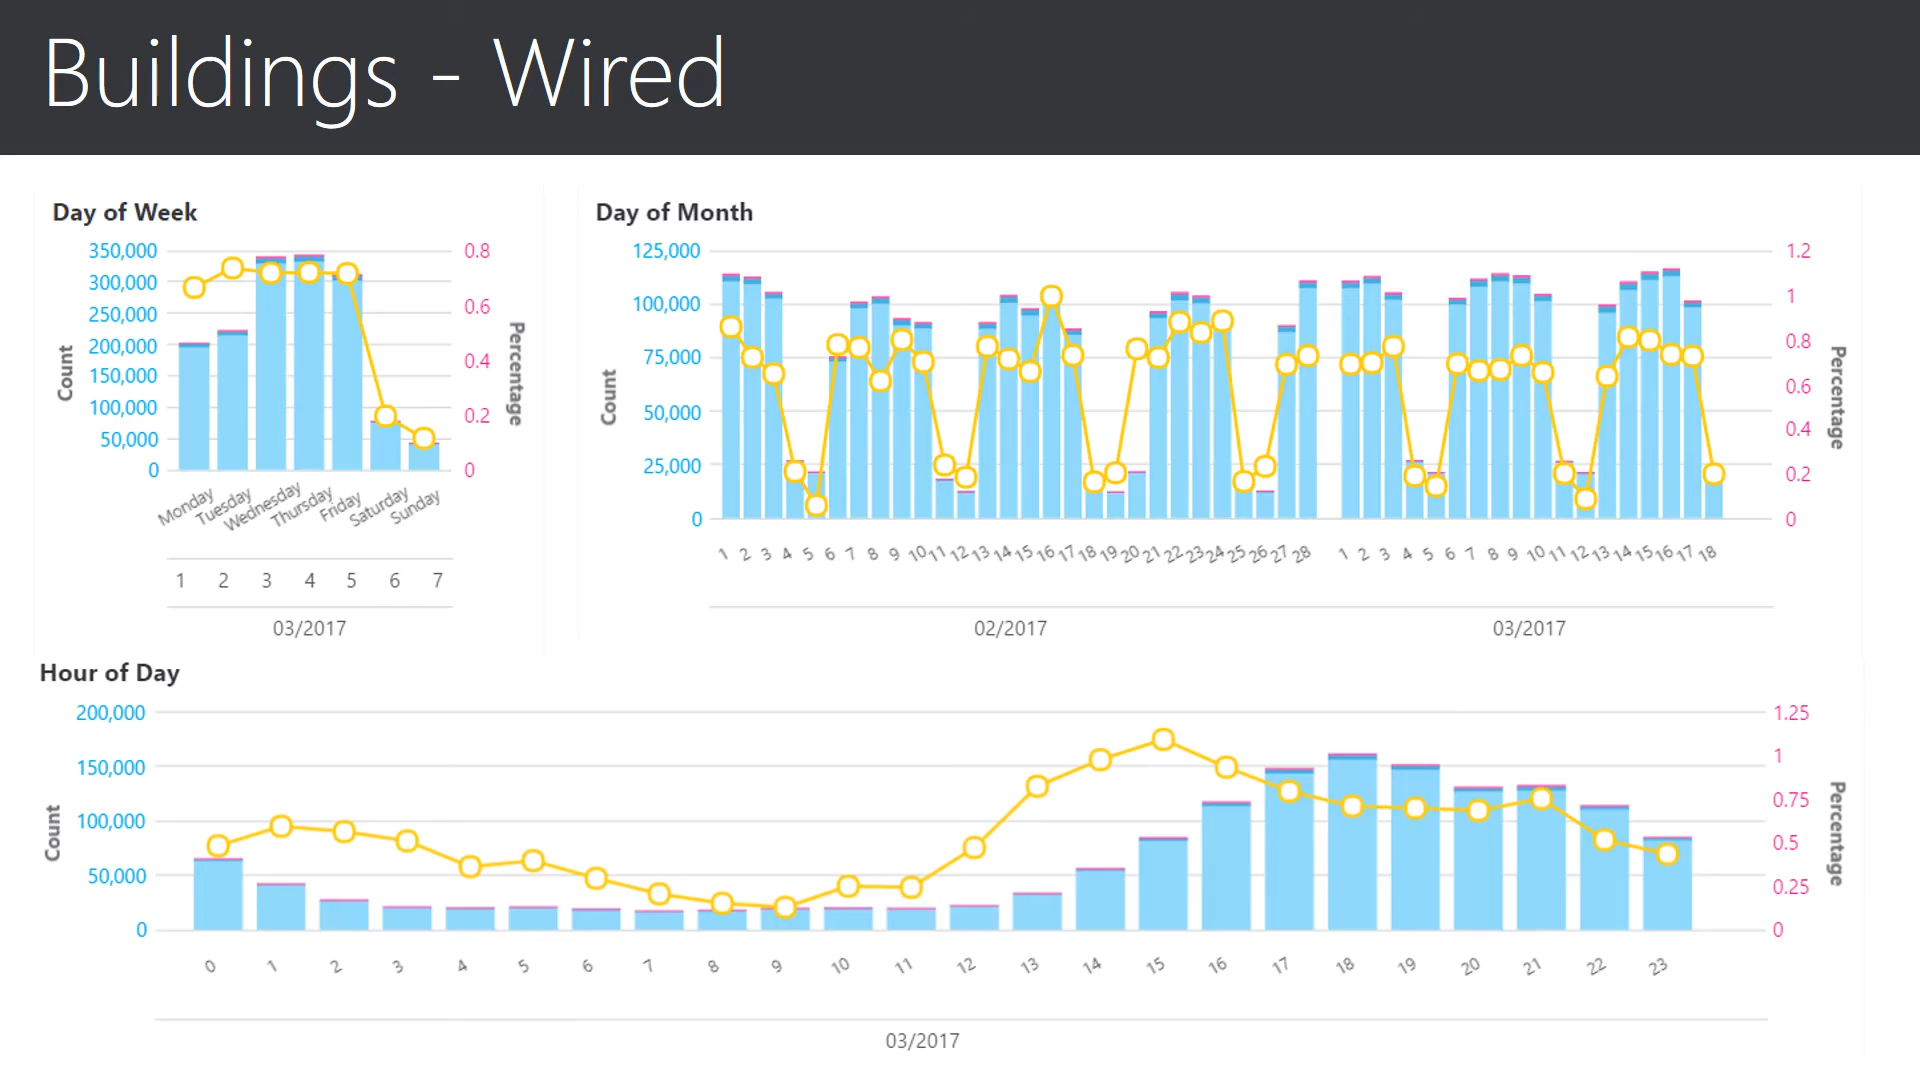 Buildings - Wired
Day of Week
350,000
300,000
250,000
200,000
150,000
100,000
50,000
0
Count
0.8
0.6
0.4
0.2
0
Percentage
Monday Tuesday Wednesday Thursday Friday Saturday Sunday
1 2 3 4 5 6 7
03/2017
Day of Month
125,000
100,000
75,000
50,000
25,000
0
Count
1.2
1
0.8
0.6
0.4
0.2
0
Percentage
1 2 3 4 5 6 7 8 9 10 11 12 13 14 15 16 17 18 19 20 21 22 23 24 25 26 27 28 1 2 3 4 5 6 7 8 9 10 11 12 13 14 15 16 17 18
02/2017 03/2017
Hour of Day
200,000
150,000
100,000
50,000
0
Count
1.25
1
0.75
0.5
0.25
0
Percentage
0 1 2 3 4 5 6 7 8 9 10 11 12 13 14 15 16 17 18 19 20 21 22 23
03/2017